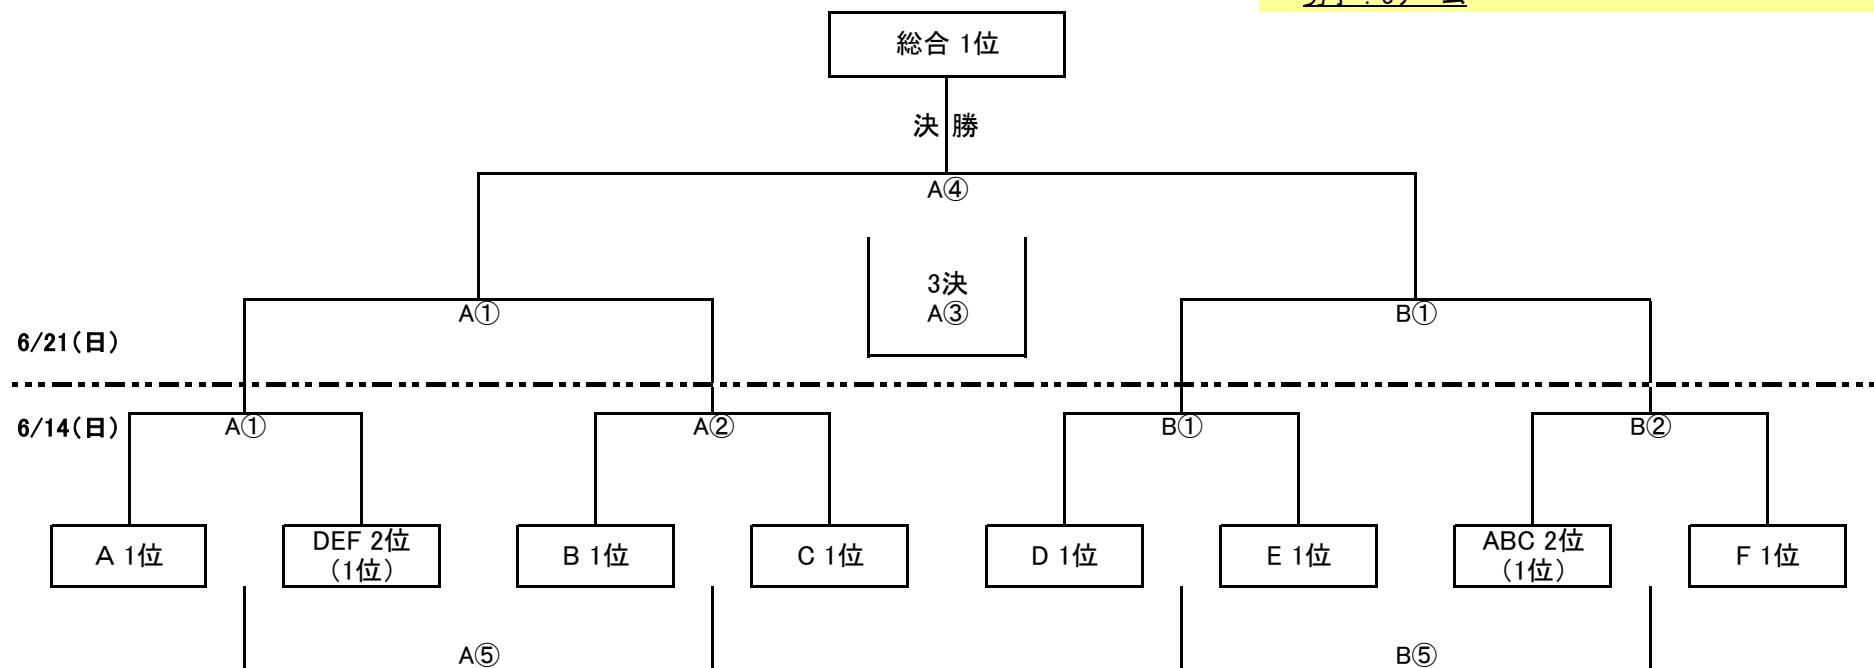 総合 1位
決 勝
A④
3決
A③
A①
B①
6/21(日)
6/14(日)
A①
A②
B①
B②
A 1位
DEF 2位
(1位)
B 1位
C 1位
D 1位
E 1位
ABC 2位
(1位)
F 1位
A⑤
B⑤